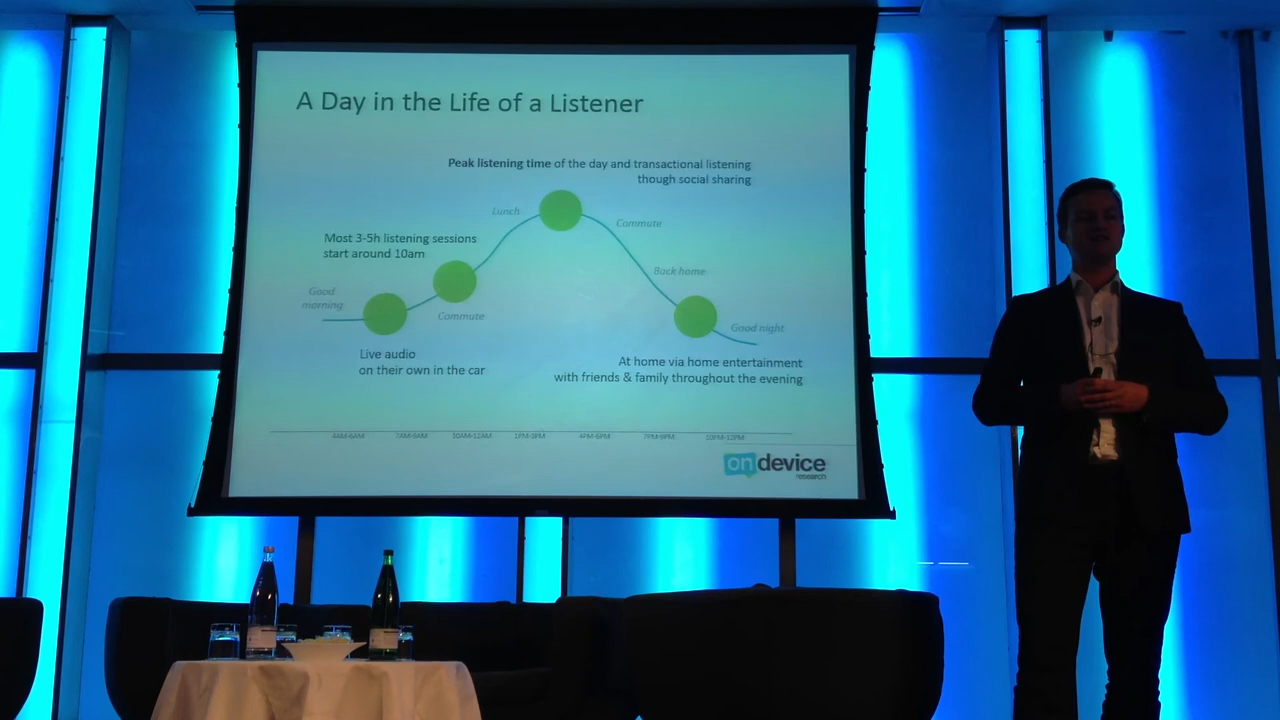 A Day in the Life of a Listener
Peak listening time of the day and transactional listening
though social sharing
Lunch
Commute
Most 3-5h listening sessions
start around 10am
Back home
Good
morning
Commute
Good night
Live audio
on their own in the car
At home via home entertainment
with friends & family throughout the evening
7AM-9AM 10AM-12AM 1PM-3PM 4PM-6PM 7PM-9PM 10PM-12PM
ondevice
research